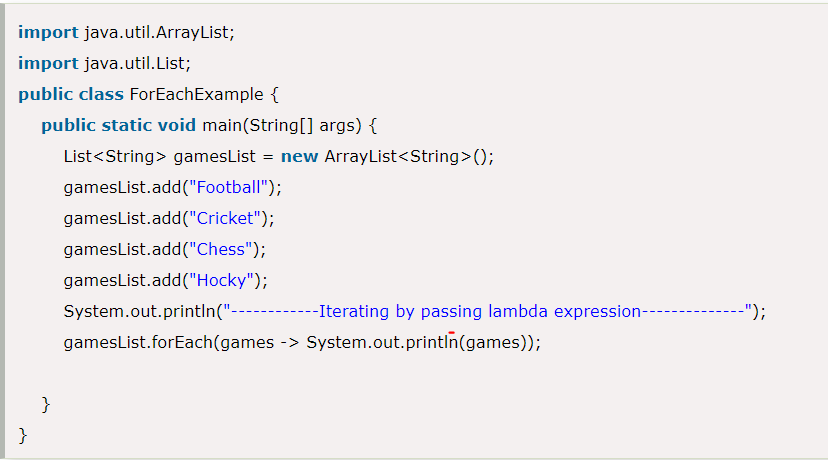 import java.util.ArrayList;
import java.util.List;
public class ForEachExample {
public static void main(String[] args) {
List<String> gamesList = new ArrayList<String>();
gamesList.add("Football");
gamesList.add("Cricket");
gamesList.add("Chess");
gamesList.add("Hocky");
System.out.println("------------Iterating by passing lambda expression--------------");
gamesList.forEach(games -> System.out.println(games));
}
}